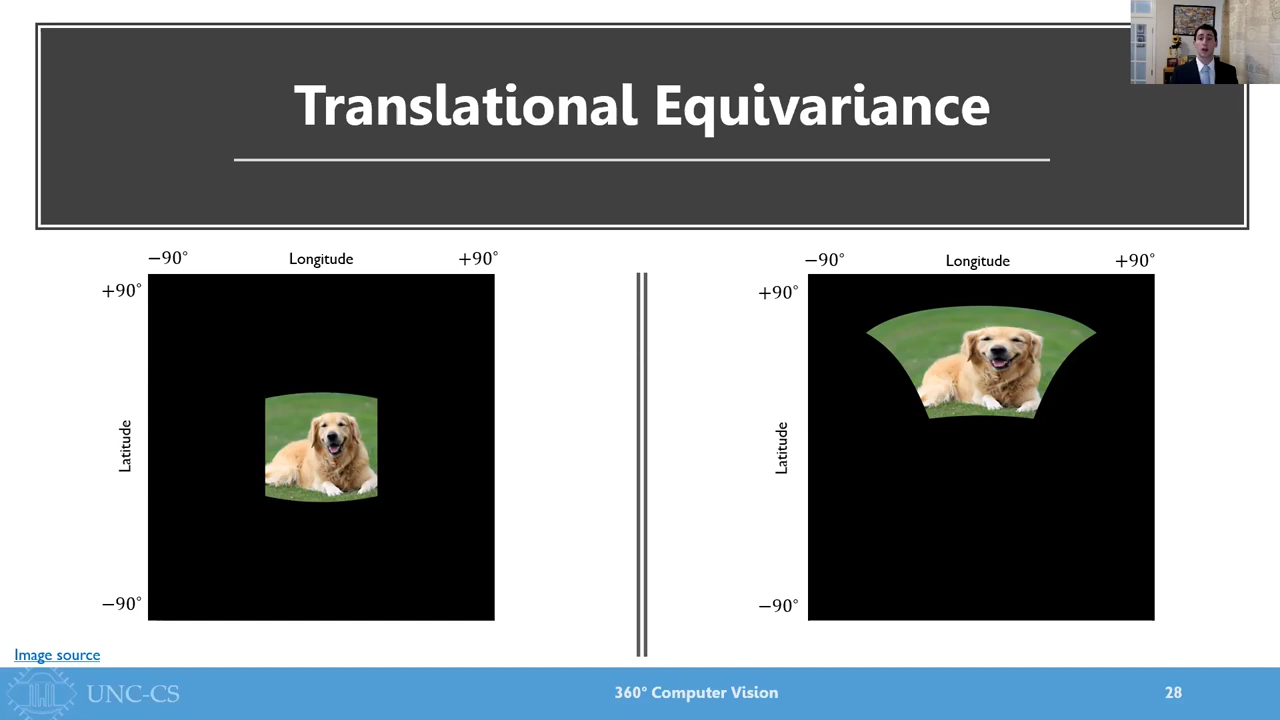 Translational Equivariance
−90° Longitude +90°
+90°
Latitude
−90°
−90° Longitude +90°
+90°
Latitude
−90°
Image source
UNC-CS
360° Computer Vision
28